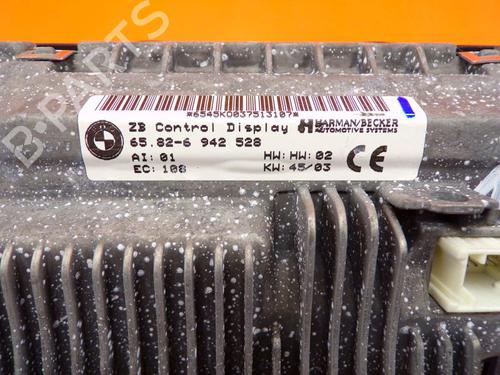 B-PARTS
*6545K0037513107*
ZB Control Display HARMAN/BECKER
AUTOMOTIVE SYSTEMS
65.82-6 942 528
AI: 01 HW: HW: 02
EC: 108 KW: 45/03 CE